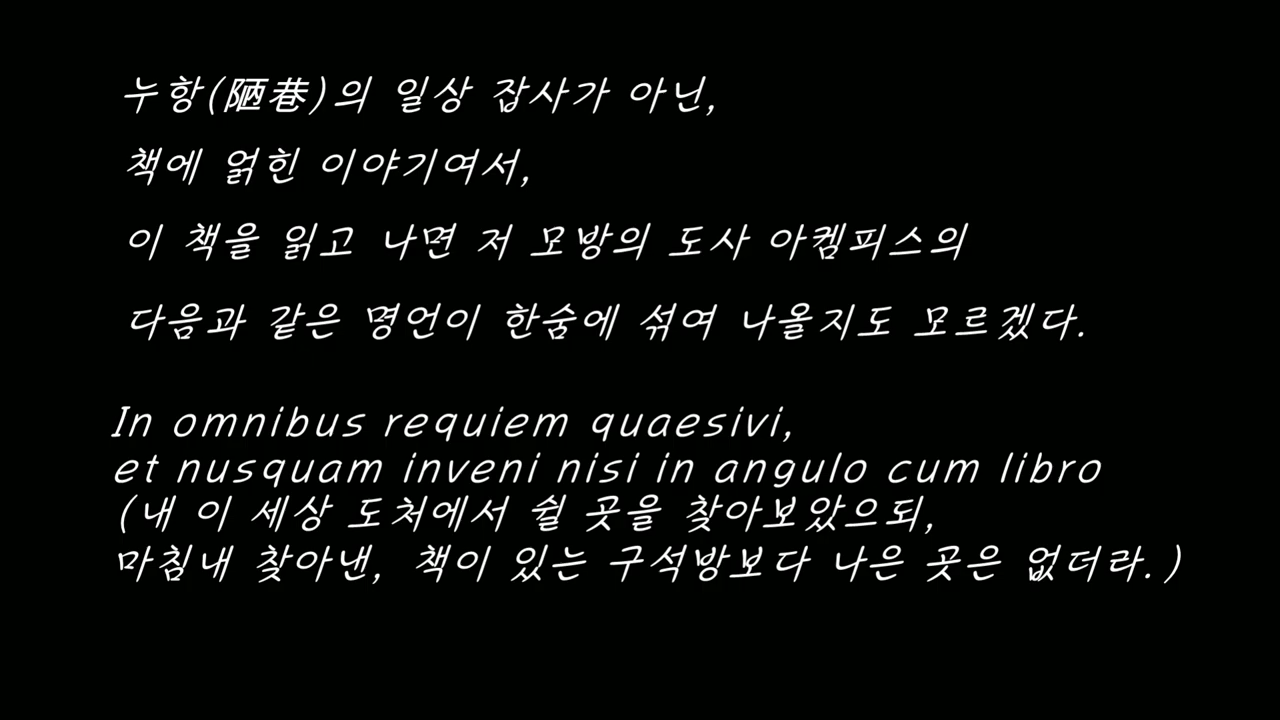 누항(陋巷)의 일상 잡사가 아닌,
책에 얽힌 이야기여서,
이 책을 읽고 나면 저 모방의 도사 아켐피스의
다음과 같은 명언이 한숨에 섞여 나올지도 모르겠다.
In omnibus requiem quaesivi,
et nusquam inveni nisi in angulo cum libro
(내 이 세상 도처에서 쉴 곳을 찾아보았으되,
마침내 찾아낸, 책이 있는 구석방보다 나은 곳은 없더라.)